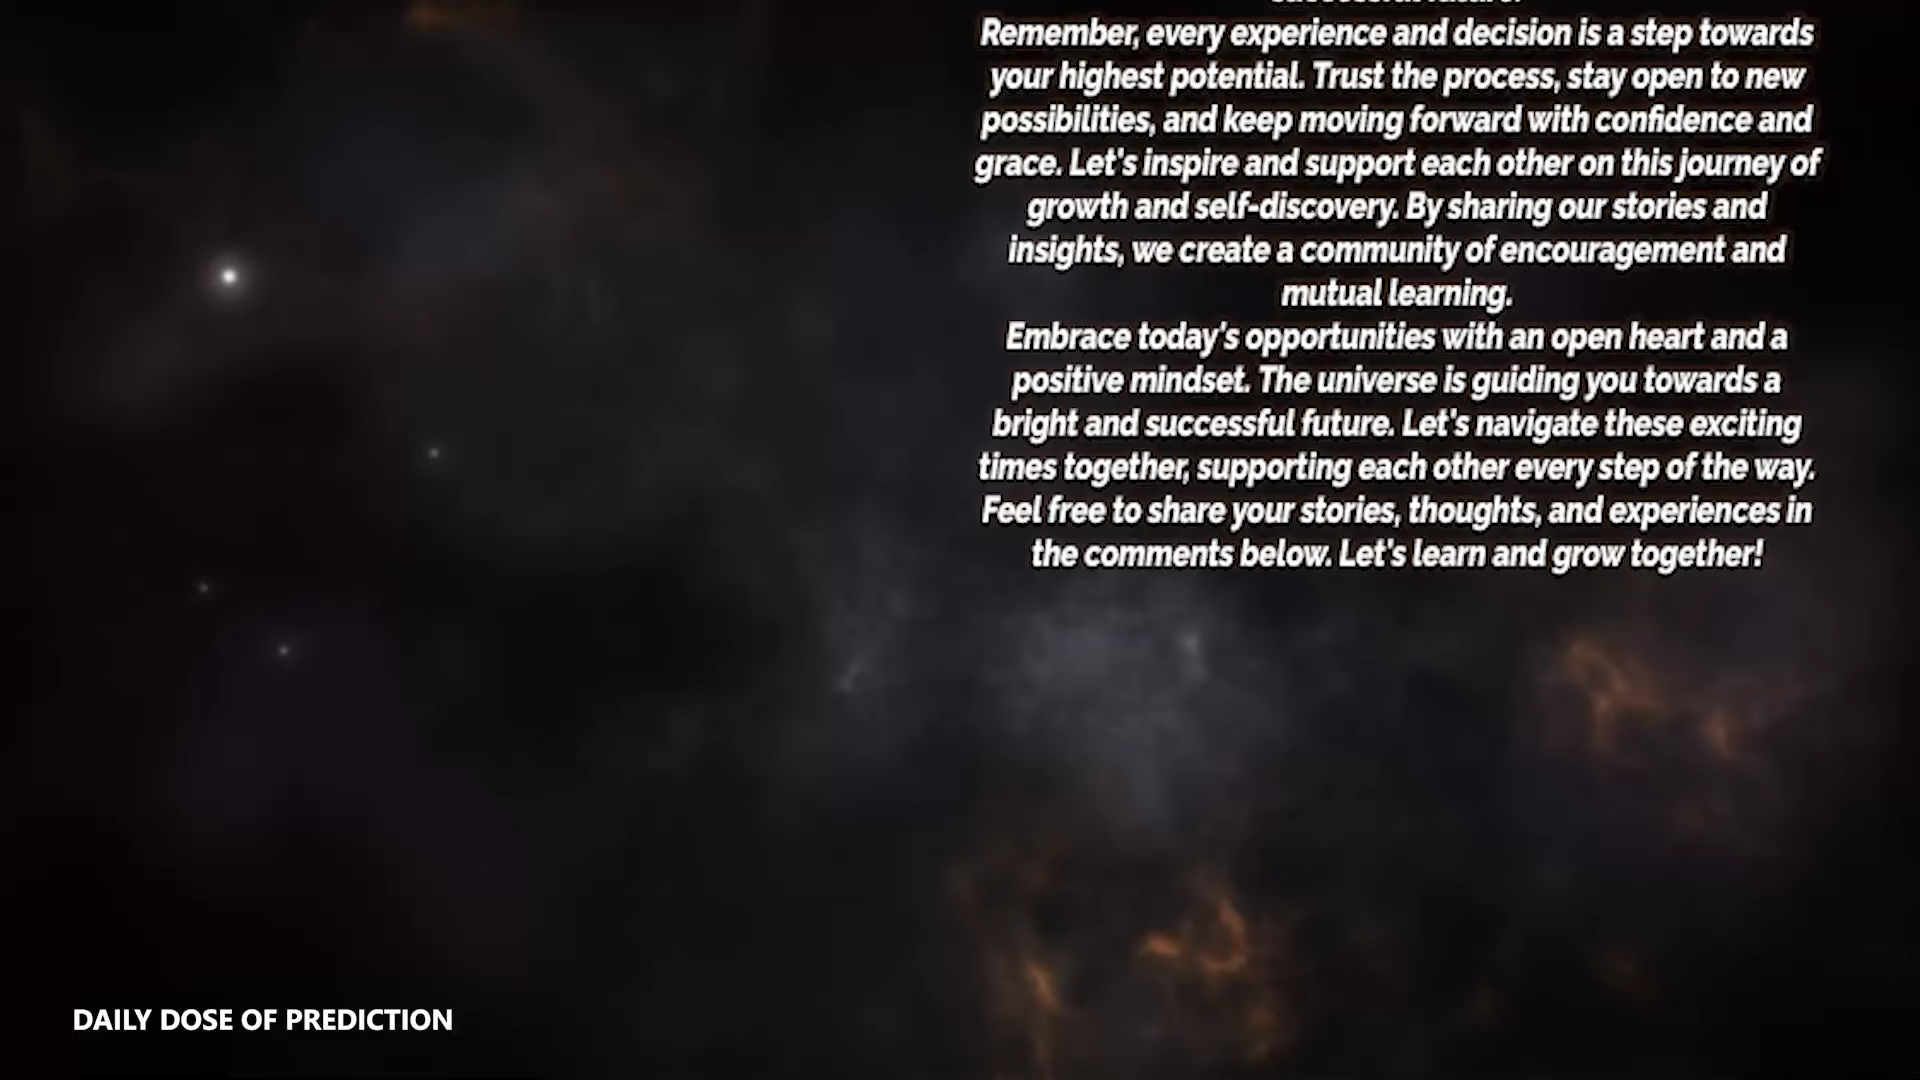 Remember, every experience and decision is a step towards
your highest potential. Trust the process, stay open to new
possibilities, and keep moving forward with confidence and
grace. Let's inspire and support each other on this journey of
growth and self-discovery. By sharing our stories and
insights, we create a community of encouragement and
mutual learning.
Embrace today's opportunities with an open heart and a
positive mindset. The universe is guiding you towards a
bright and successful future. Let's navigate these exciting
times together, supporting each other every step of the way.
Feel free to share your stories, thoughts, and experiences in
the comments below. Let's learn and grow together!
DAILY DOSE OF PREDICTION